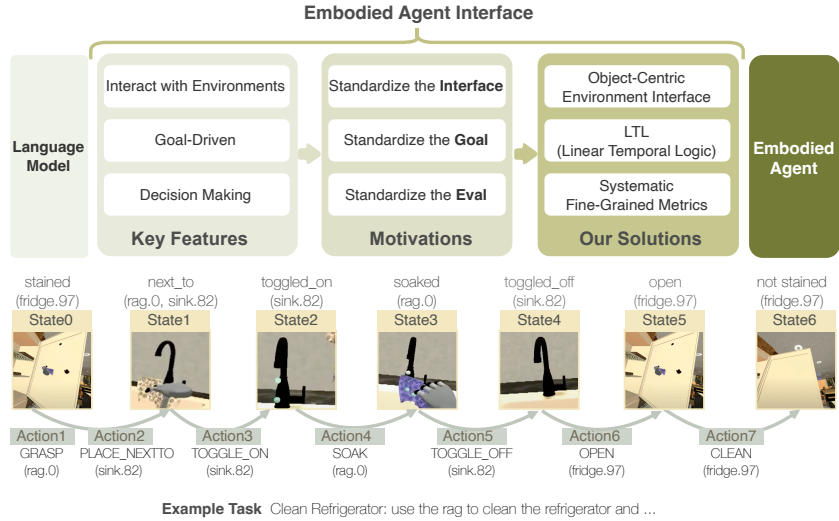 Embodied Agent Interface
Language
Model
Interact with Environments
Goal-Driven
Decision Making
Key Features
Standardize the Interface
Standardize the Goal
Standardize the Eval
Motivations
Object-Centric
Environment Interface
LTL
(Linear Temporal Logic)
Systematic
Fine-Grained Metrics
Our Solutions
Embodied
Agent
stained
(fridge.97)
next_to
(rag.0, sink.82)
toggled_on
(sink.82)
soaked
(rag.0)
toggled_off
(sink.82)
open
(fridge.97)
not stained
(fridge.97)
State0
State1
State2
State3
State4
State5
State6
Action1
GRASP
(rag.0)
Action2
PLACE_NEXTTO
(sink.82)
Action3
TOGGLE_ON
(sink.82)
Action4
SOAK
(rag.0)
Action5
TOGGLE_OFF
(sink.82)
Action6
OPEN
(fridge.97)
Action7
CLEAN
(fridge.97)
Example Task Clean Refrigerator: use the rag to clean the refrigerator and ...